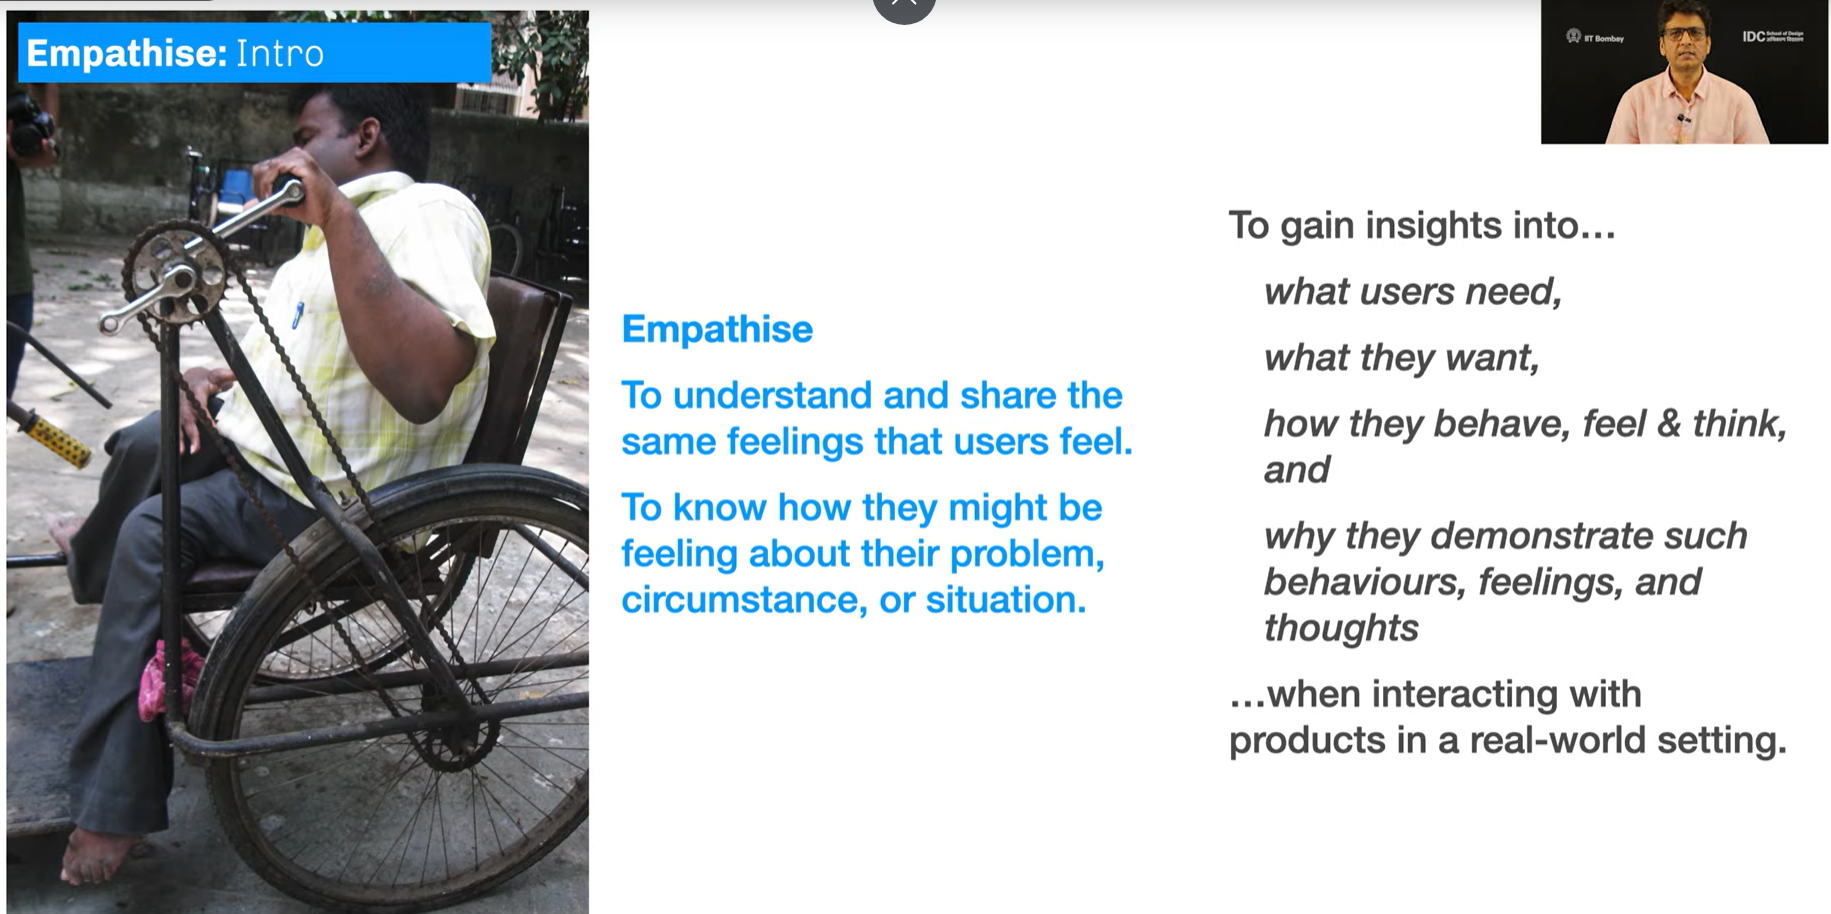 Empathise: Intro
IIT Bombay
IDC School of Design
Empathise
To understand and share the
same feelings that users feel.
To know how they might be
feeling about their problem,
circumstance, or situation.
To gain insights into…
what users need,
what they want,
how they behave, feel & think,
and
why they demonstrate such
behaviours, feelings, and
thoughts
…when interacting with
products in a real-world setting.